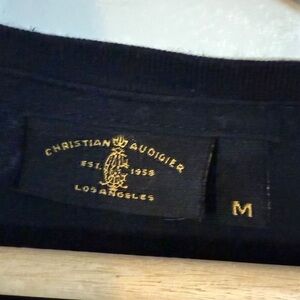 CHRISTIAN AUDIGIER
EST. 1958
LOS ANGELES
M